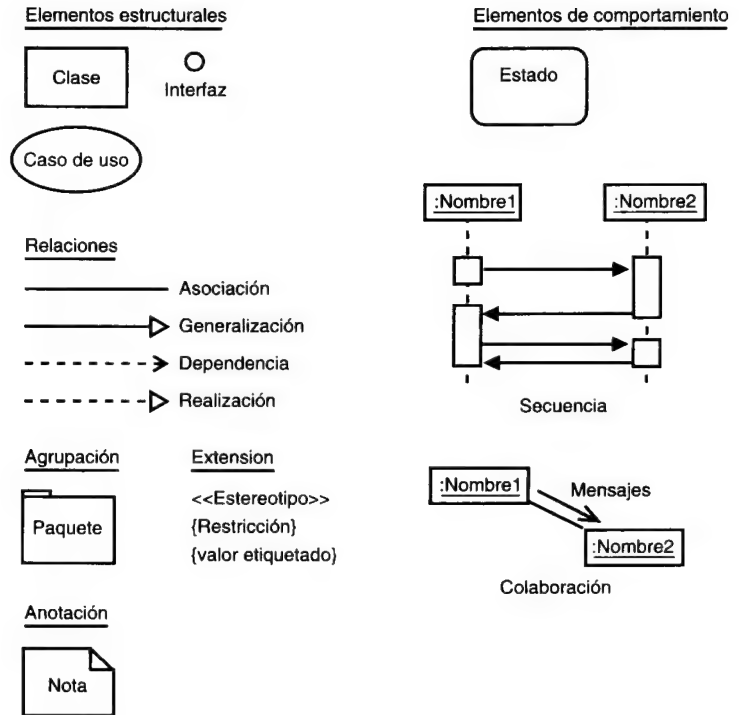 Elementos estructurales
Clase
Interfaz
Caso de uso
Relaciones
Asociación
Generalización
Dependencia
Realización
Agrupación
Paquete
Extension
<<Estereotipo>>
{Restricción}
{valor etiquetado}
Anotación
Nota
Elementos de comportamiento
Estado
:Nombre1
:Nombre2
Secuencia
:Nombre1
Mensajes
:Nombre2
Colaboración